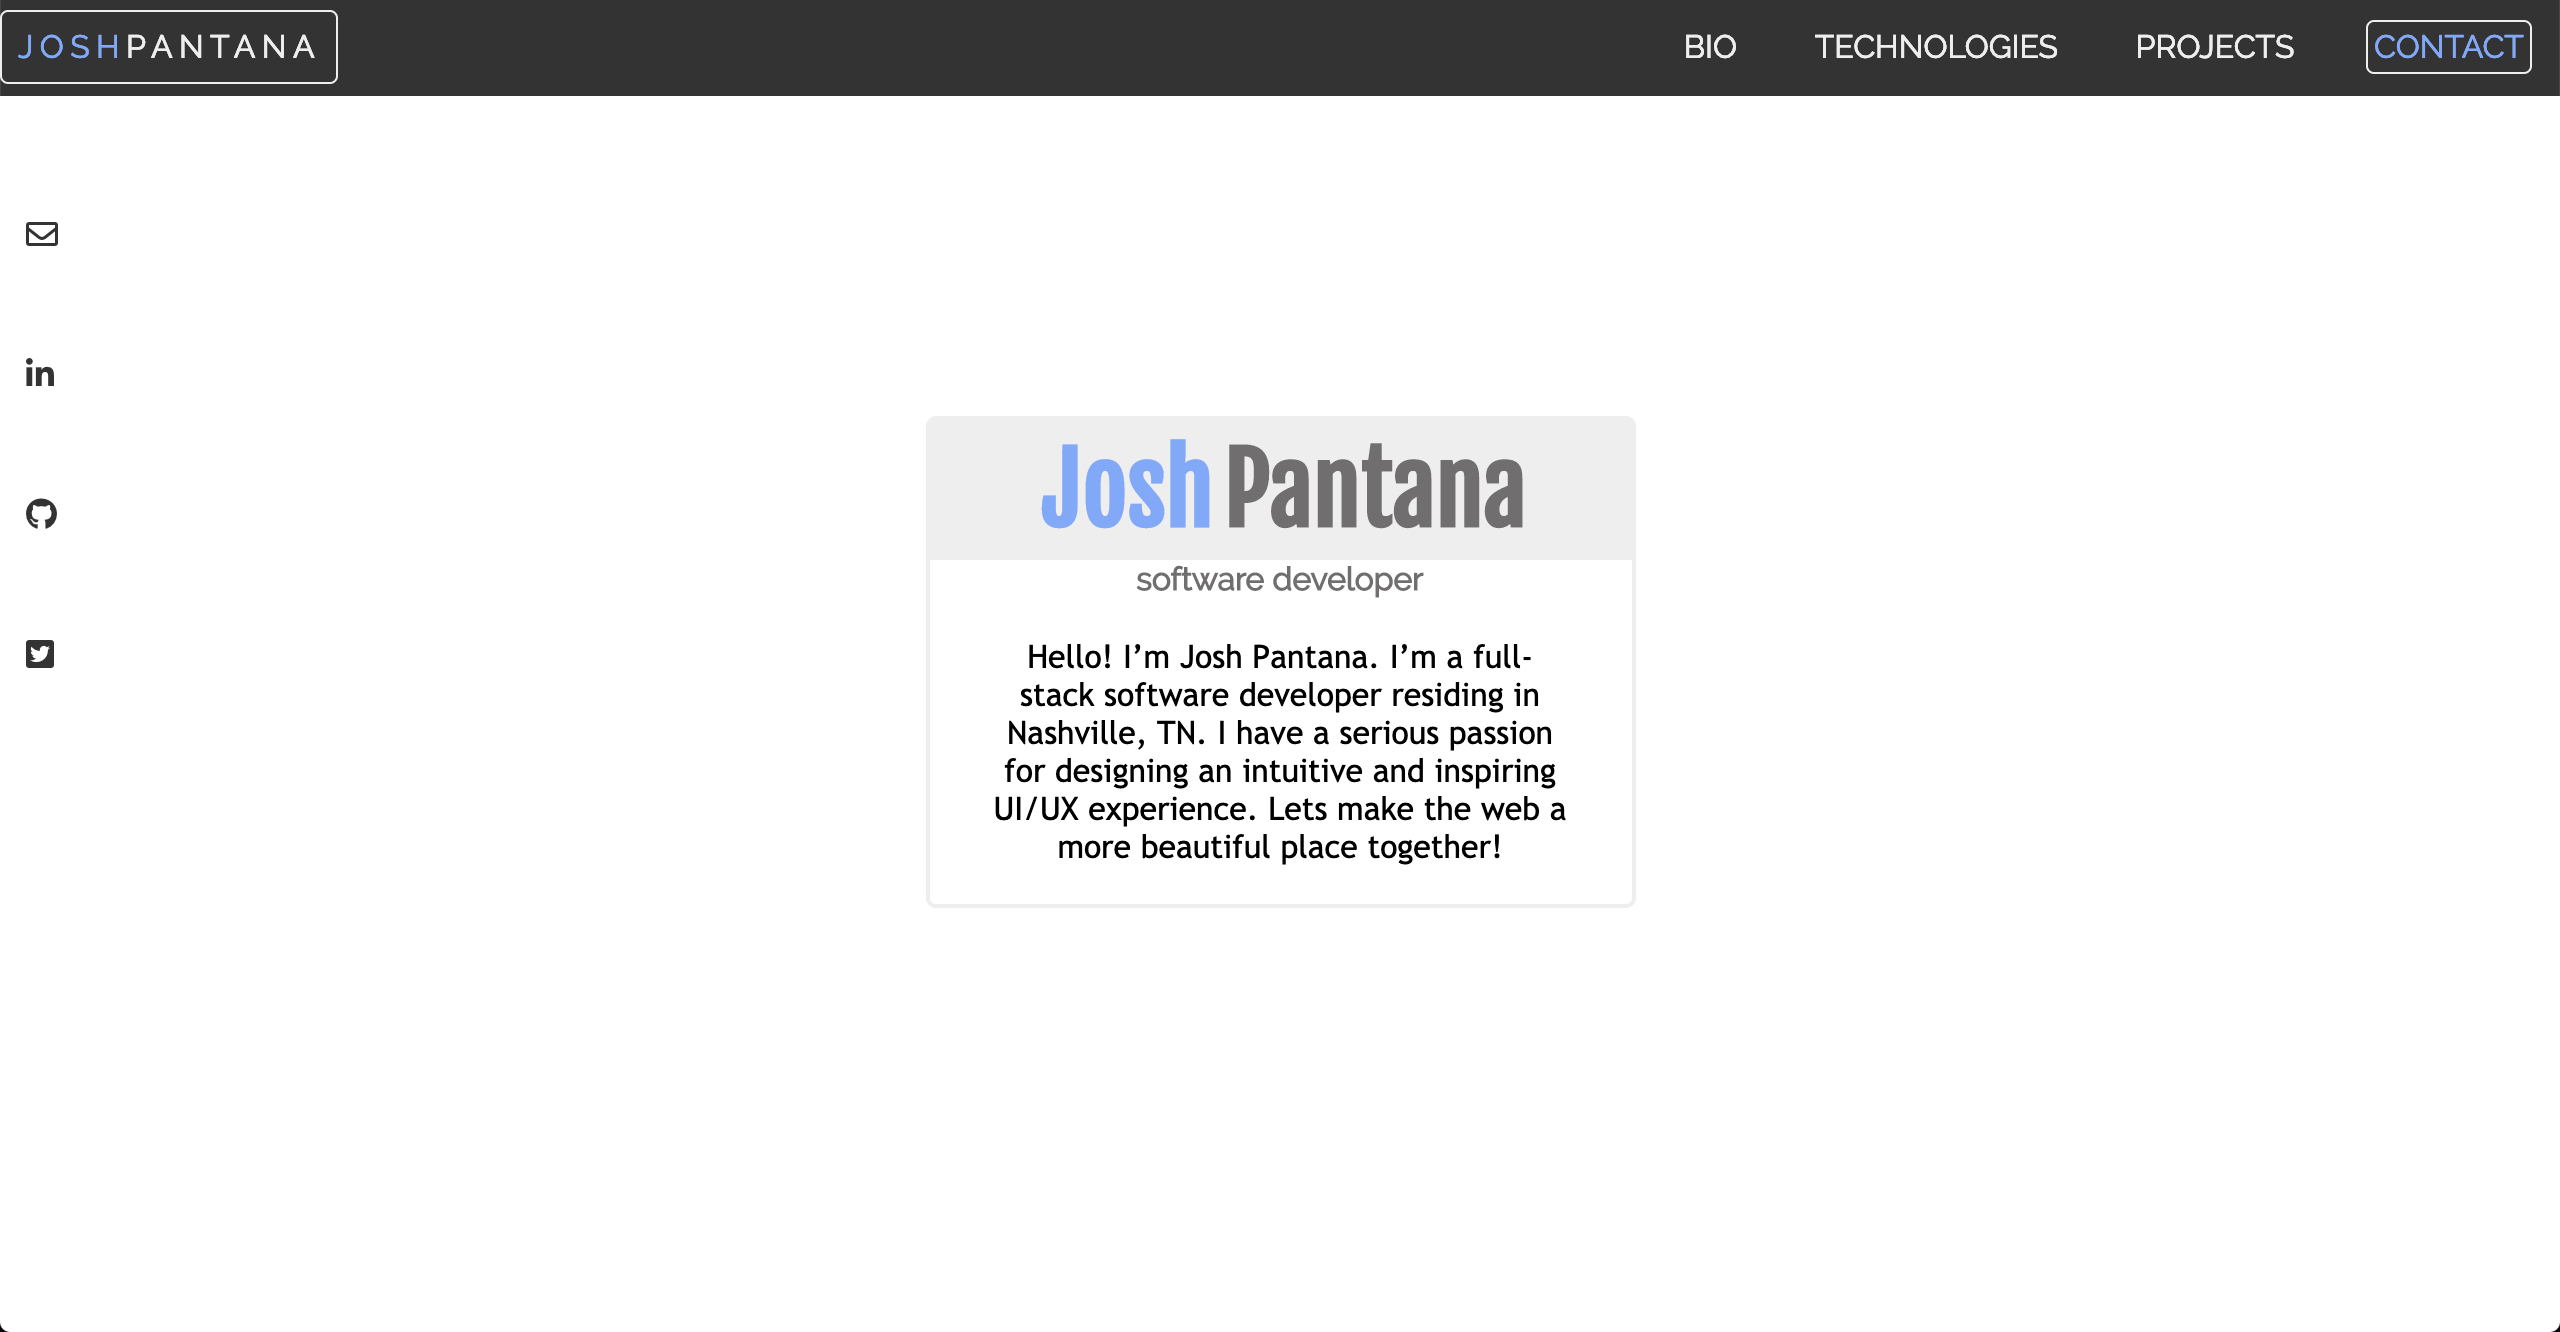 JOSHPANTANA
BIO TECHNOLOGIES PROJECTS CONTACT
in
Josh Pantana
software developer
Hello! I’m Josh Pantana. I’m a full-
stack software developer residing in
Nashville, TN. I have a serious passion
for designing an intuitive and inspiring
UI/UX experience. Lets make the web a
more beautiful place together!